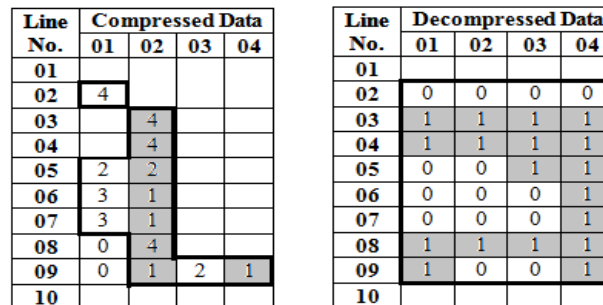 Line Compressed Data
No. 01 02 03 04
01
02 4
03 4
04 4
05 2 2
06 3 1
07 3 1
08 0 4
09 0 1 2 1
10
Line Decompressed Data
No. 01 02 03 04
01
02 0 0 0 0
03 1 1 1 1
04 1 1 1 1
05 0 0 1 1
06 0 0 0 1
07 0 0 0 1
08 1 1 1 1
09 1 0 0 1
10